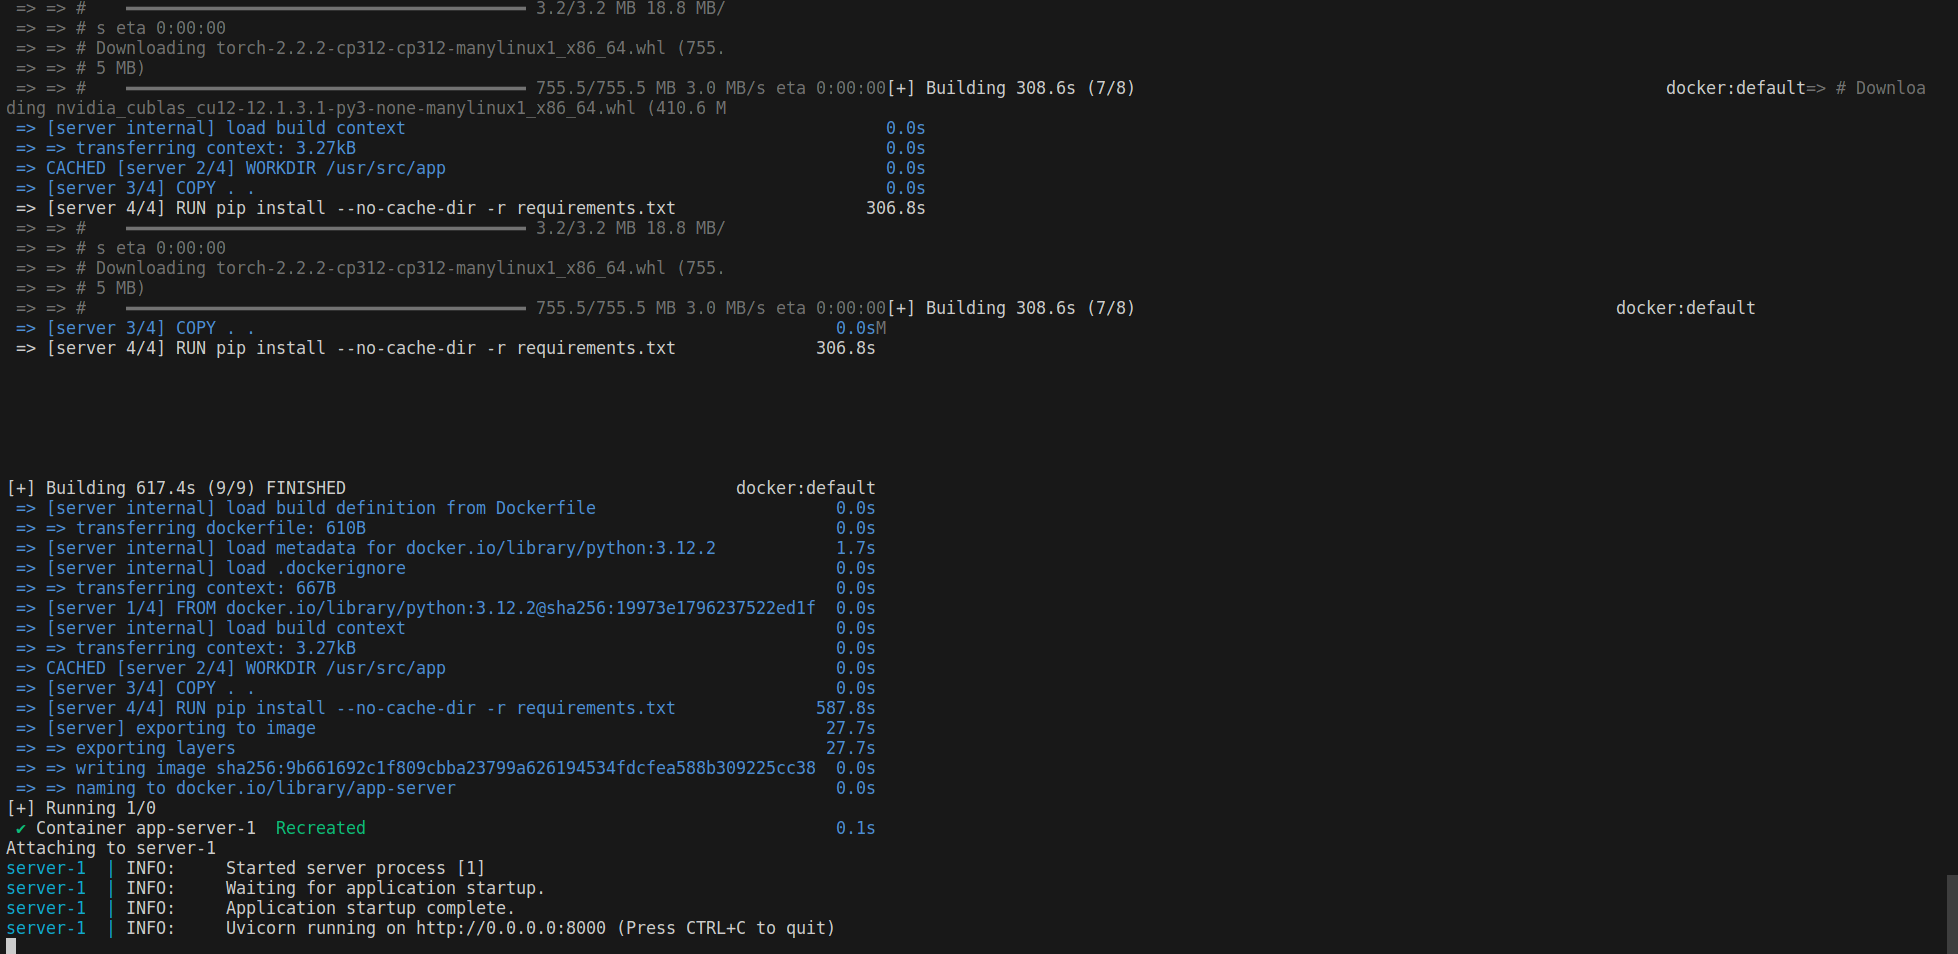 => => # ━━━━━━━━━━━━━━━━━━━━━━━━━━━━━━━━━━━━━━━━ 3.2/3.2 MB 18.8 MB/
=> => # s eta 0:00:00
=> => # Downloading torch-2.2.2-cp312-cp312-manylinux1_x86_64.whl (755.
=> => # 5 MB)
=> => # ━━━━━━━━━━━━━━━━━━━━━━━━━━━━━━━━━━━━━━━━ 755.5/755.5 MB 3.0 MB/s eta 0:00:00[+] Building 308.6s (7/8) docker:default=> # Downloa
ding nvidia_cublas_cu12-12.1.3.1-py3-none-manylinux1_x86_64.whl (410.6 M
=> [server internal] load build context 0.0s
=> => transferring context: 3.27kB 0.0s
=> CACHED [server 2/4] WORKDIR /usr/src/app 0.0s
=> [server 3/4] COPY . . 0.0s
=> [server 4/4] RUN pip install --no-cache-dir -r requirements.txt 306.8s
=> => # ━━━━━━━━━━━━━━━━━━━━━━━━━━━━━━━━━━━━━━━━ 3.2/3.2 MB 18.8 MB/
=> => # s eta 0:00:00
=> => # Downloading torch-2.2.2-cp312-cp312-manylinux1_x86_64.whl (755.
=> => # 5 MB)
=> => # ━━━━━━━━━━━━━━━━━━━━━━━━━━━━━━━━━━━━━━━━ 755.5/755.5 MB 3.0 MB/s eta 0:00:00[+] Building 308.6s (7/8) docker:default
=> [server 3/4] COPY . . 0.0sM
=> [server 4/4] RUN pip install --no-cache-dir -r requirements.txt 306.8s
[+] Building 617.4s (9/9) FINISHED docker:default
=> [server internal] load build definition from Dockerfile 0.0s
=> => transferring dockerfile: 610B 0.0s
=> [server internal] load metadata for docker.io/library/python:3.12.2 1.7s
=> [server internal] load .dockerignore 0.0s
=> => transferring context: 667B 0.0s
=> [server 1/4] FROM docker.io/library/python:3.12.2@sha256:19973e1796237522ed1f 0.0s
=> [server internal] load build context 0.0s
=> => transferring context: 3.27kB 0.0s
=> CACHED [server 2/4] WORKDIR /usr/src/app 0.0s
=> [server 3/4] COPY . . 0.0s
=> [server 4/4] RUN pip install --no-cache-dir -r requirements.txt 587.8s
=> [server] exporting to image 27.7s
=> => exporting layers 27.7s
=> => writing image sha256:9b661692c1f809cbba23799a626194534fdcfea588b309225cc38 0.0s
=> => naming to docker.io/library/app-server 0.0s
[+] Running 1/0
✔ Container app-server-1 Recreated 0.1s
Attaching to server-1
server-1 | INFO: Started server process [1]
server-1 | INFO: Waiting for application startup.
server-1 | INFO: Application startup complete.
server-1 | INFO: Uvicorn running on http://0.0.0.0:8000 (Press CTRL+C to quit)